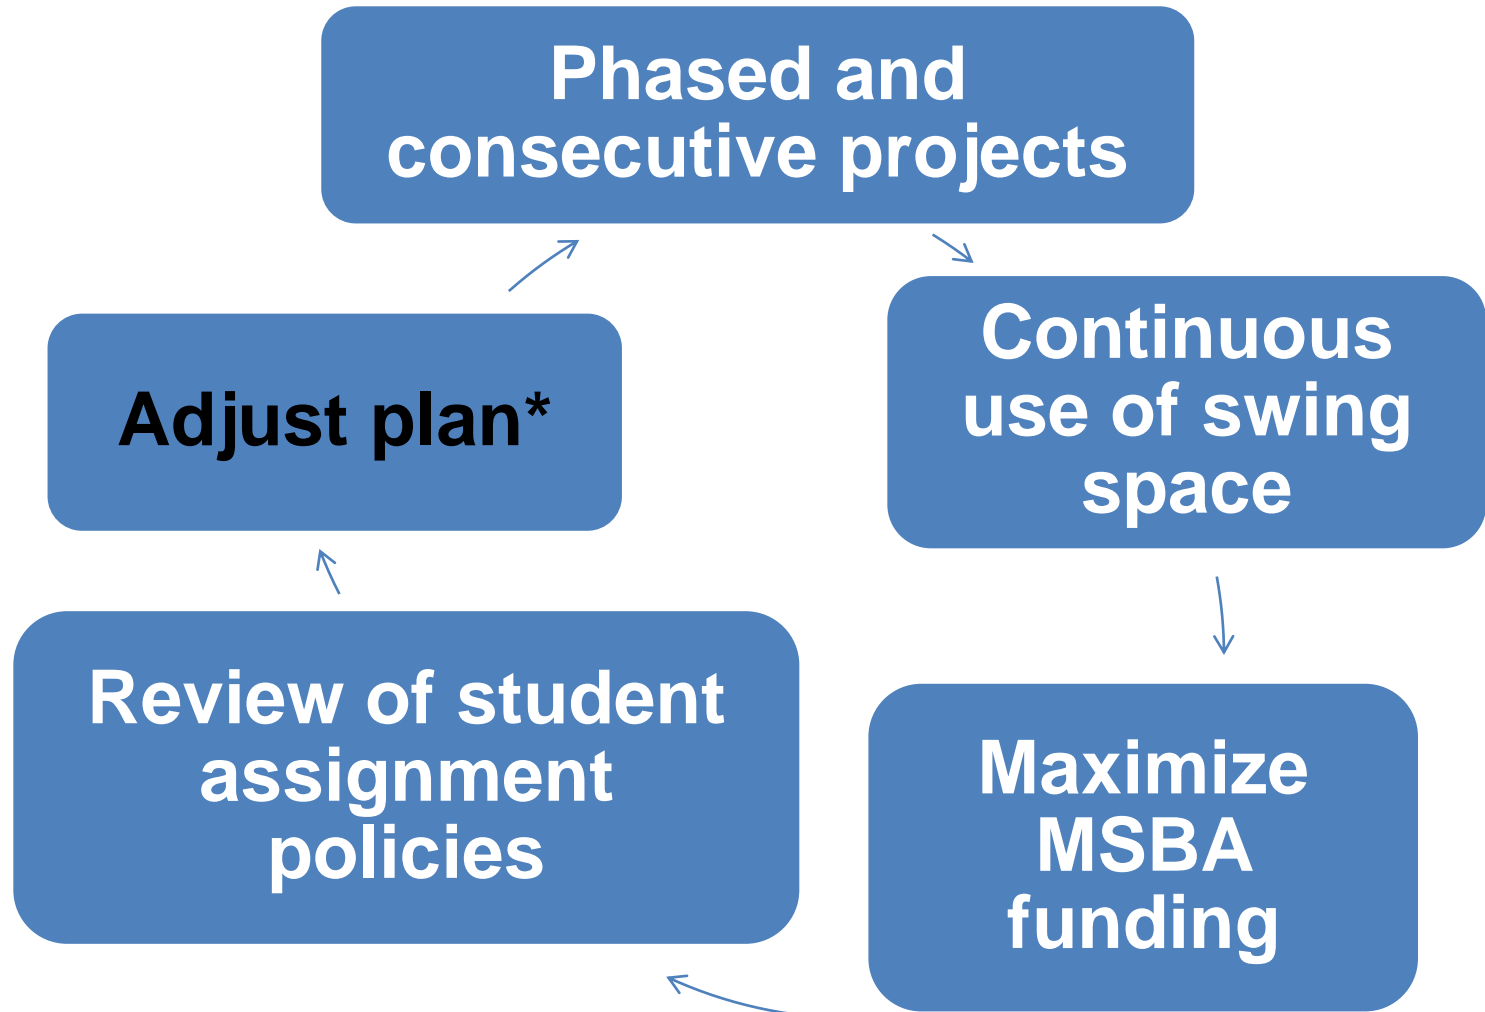 Phased and
consecutive projects
Continuous
use of swing
space
Maximize
MSBA
funding
Review of student
assignment
policies
Adjust plan*